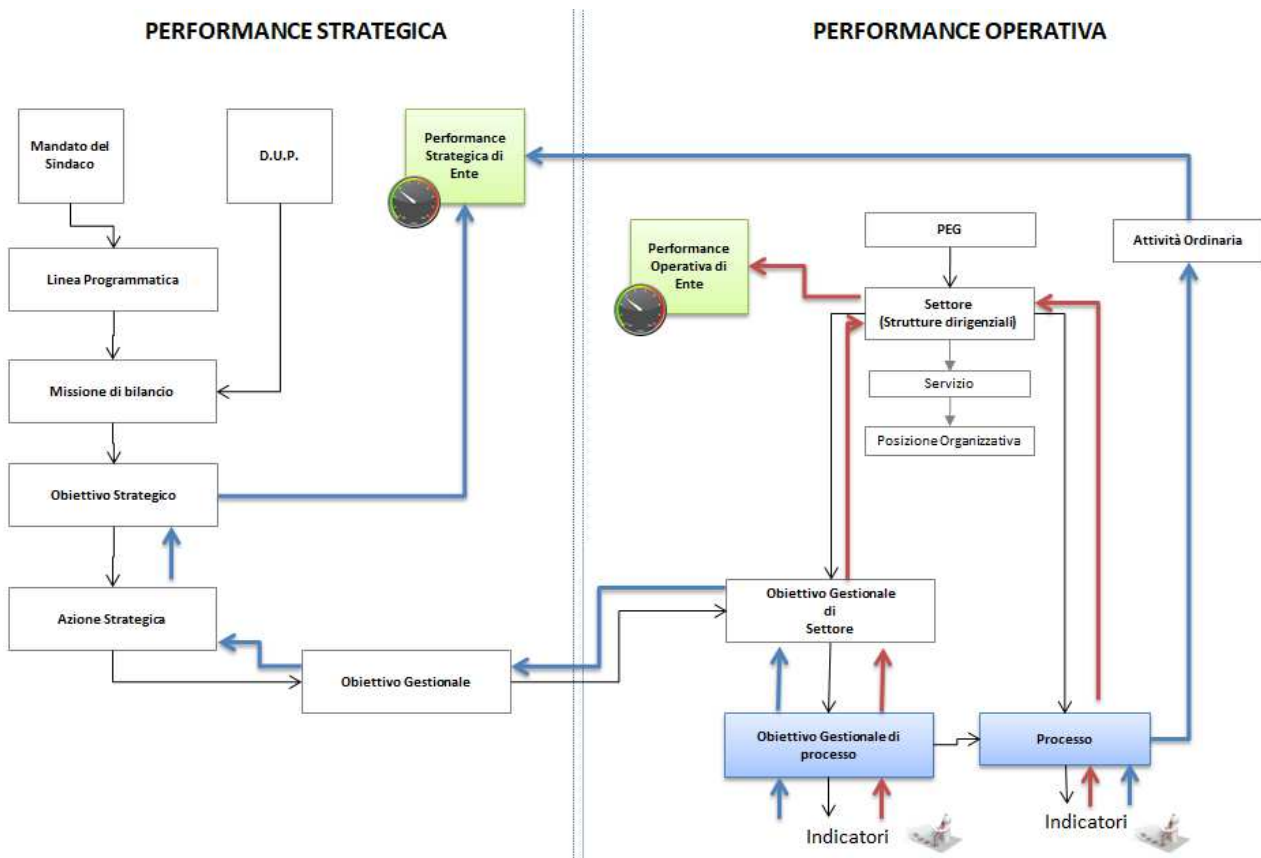 PERFORMANCE STRATEGICA
PERFORMANCE OPERATIVA
Mandato del
Sindaco
D.U.P.
Performance
Strategica di
Ente
Linea Programmatica
Missione di bilancio
Obiettivo Strategico
Azione Strategica
Obiettivo Gestionale
Performance
Operativa di
Ente
PEG
Attività Ordinaria
Settore
(Strutture dirigenziali)
Servizio
Posizione Organizzativa
Obiettivo Gestionale
di
Settore
Obiettivo Gestionale di
processo
Processo
Indicatori
Indicatori